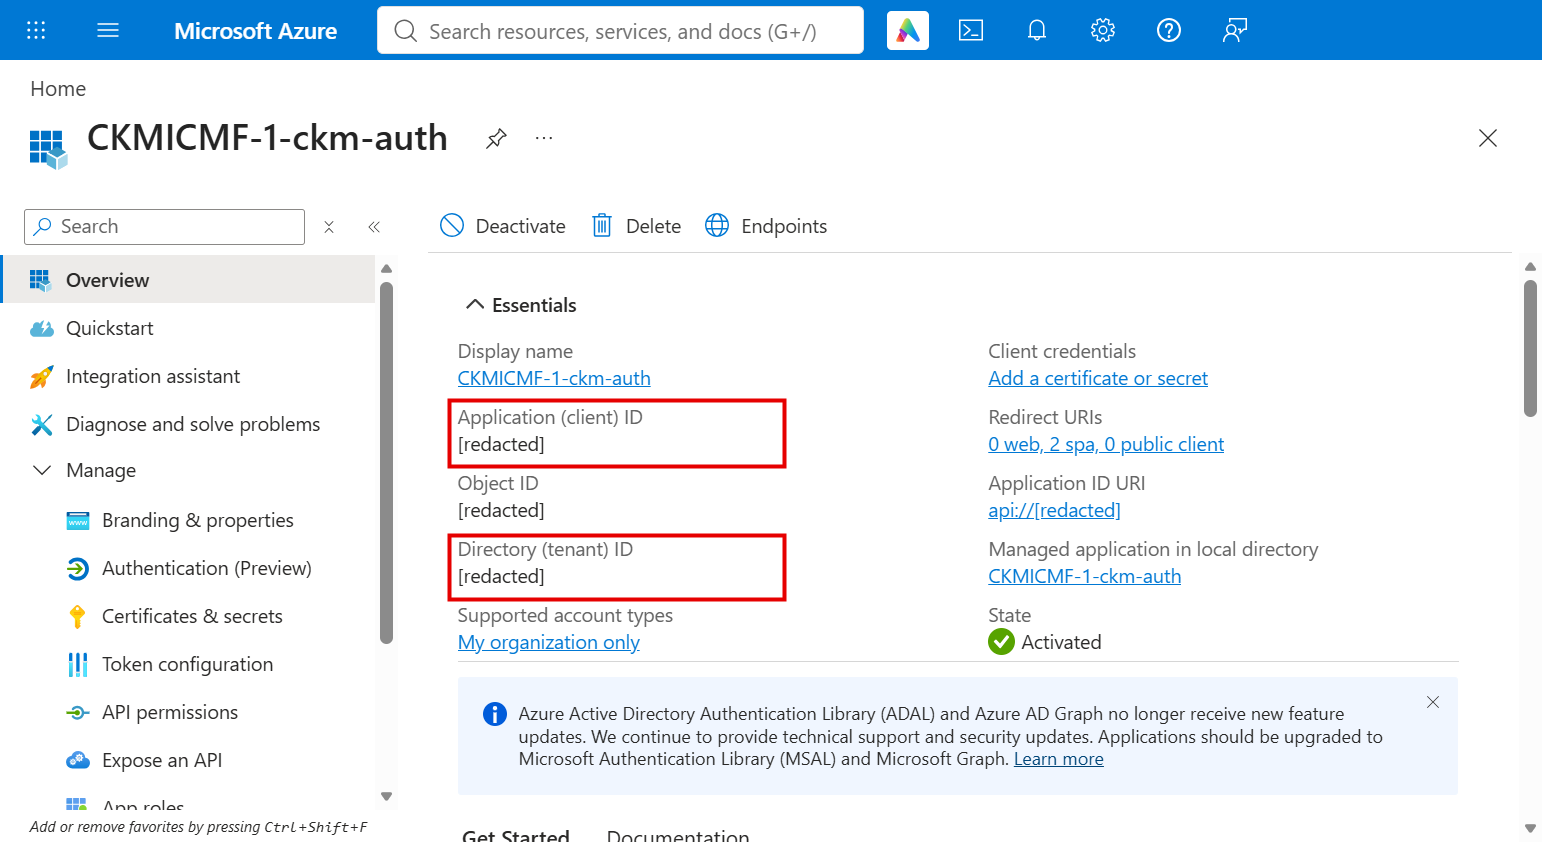 Microsoft Azure
Search resources, services, and docs (G+/)
Home
CKMICMF-1-ckm-auth
Search
Deactivate
Delete
Endpoints
Overview
Quickstart
Integration assistant
Diagnose and solve problems
Manage
Branding & properties
www
Authentication (Preview)
Certificates & secrets
Token configuration
API permissions
Expose an API
App roles
Add or remove favorites by pressing Ctrl+Shift+F
Essentials
Display name
CKMICMF-1-ckm-auth
Application (client) ID
[redacted]
Object ID
[redacted]
Directory (tenant) ID
[redacted]
Supported account types
My organization only
Client credentials
Add a certificate or secret
Redirect URIs
0 web, 2 spa, 0 public client
Application ID URI
api://[redacted]
Managed application in local directory
CKMICMF-1-ckm-auth
State
Activated
Azure Active Directory Authentication Library (ADAL) and Azure AD Graph no longer receive new feature
updates. We continue to provide technical support and security updates. Applications should be upgraded to
Microsoft Authentication Library (MSAL) and Microsoft Graph. Learn more
Get Started
Documentation